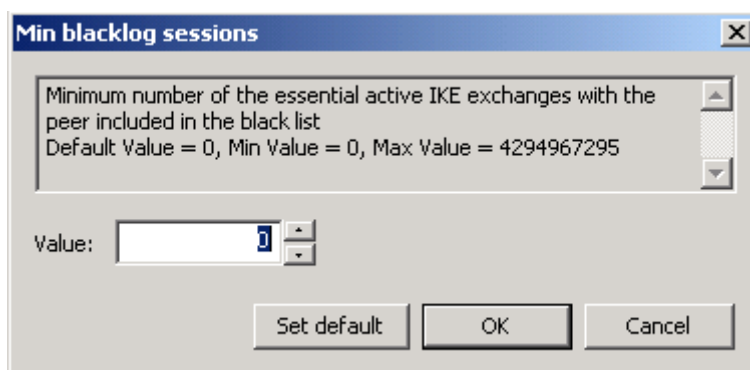 Min blacklog sessions
Minimum number of the essential active IKE exchanges with the
peer included in the black list
Default Value = 0, Min Value = 0, Max Value = 4294967295
Value: 0
Set default OK Cancel